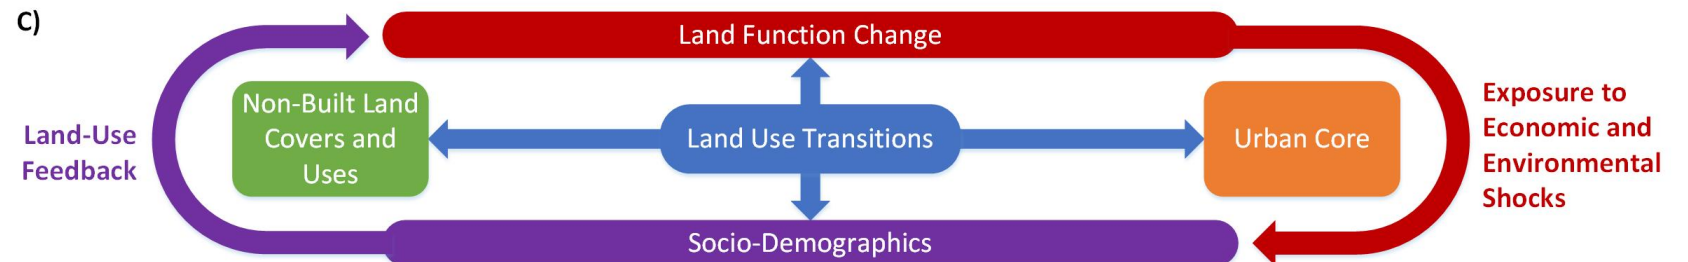 C)
Land Function Change
Non-Built Land
Covers and
Uses
Land Use Transitions
Urban Core
Land-Use
Feedback
Exposure to
Economic and
Environmental
Shocks
Socio-Demographics